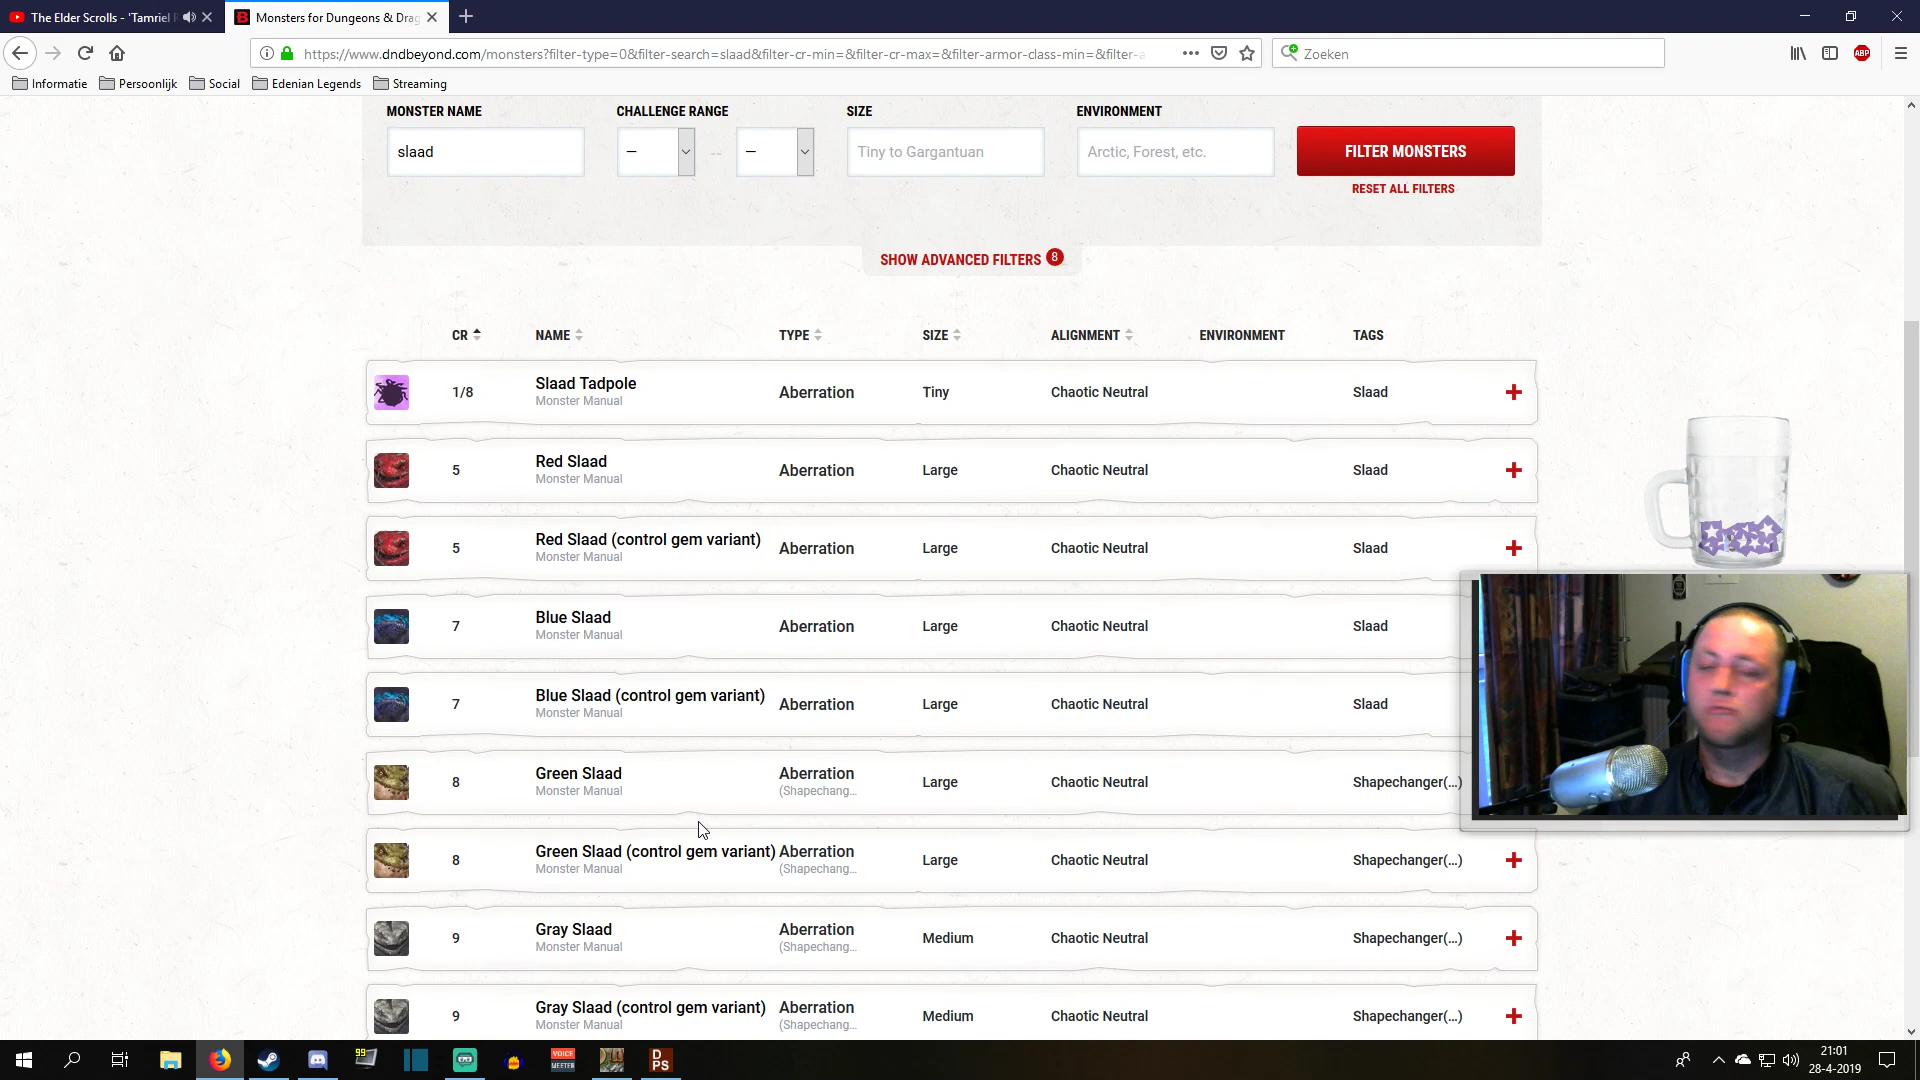 The Elder Scrolls - 'Tamriel
Monsters for Dungeons & Drag
https://www.dndbeyond.com/monsters?filter-type=0&filter-search=slaad&filter-cr-min=&filter-cr-max=&filter-armor-class-min=&filter-a
Zoeken
ABP
Informatie Persoonlijk Social Edenian Legends Streaming
MONSTER NAME CHALLENGE RANGE SIZE ENVIRONMENT
slaad — -- — Tiny to Gargantuan Arctic, Forest, etc. FILTER MONSTERS
RESET ALL FILTERS
SHOW ADVANCED FILTERS 8
CR NAME TYPE SIZE ALIGNMENT ENVIRONMENT TAGS
1/8 Slaad Tadpole Aberration Tiny Chaotic Neutral Slaad
Monster Manual
5 Red Slaad Aberration Large Chaotic Neutral Slaad
Monster Manual
5 Red Slaad (control gem variant) Aberration Large Chaotic Neutral Slaad
Monster Manual
7 Blue Slaad Aberration Large Chaotic Neutral Slaad
Monster Manual
7 Blue Slaad (control gem variant) Aberration Large Chaotic Neutral Slaad
Monster Manual
8 Green Slaad Aberration Large Chaotic Neutral Shapechanger(...)
Monster Manual (Shapechang...
8 Green Slaad (control gem variant) Aberration Large Chaotic Neutral Shapechanger(...)
Monster Manual (Shapechang...
9 Gray Slaad Aberration Medium Chaotic Neutral Shapechanger(...)
Monster Manual (Shapechang...
9 Gray Slaad (control gem variant) Aberration Medium Chaotic Neutral Shapechanger(...)
Monster Manual (Shapechang...
99
VOICE
MEETER
D
PS
21:01
28-4-2019